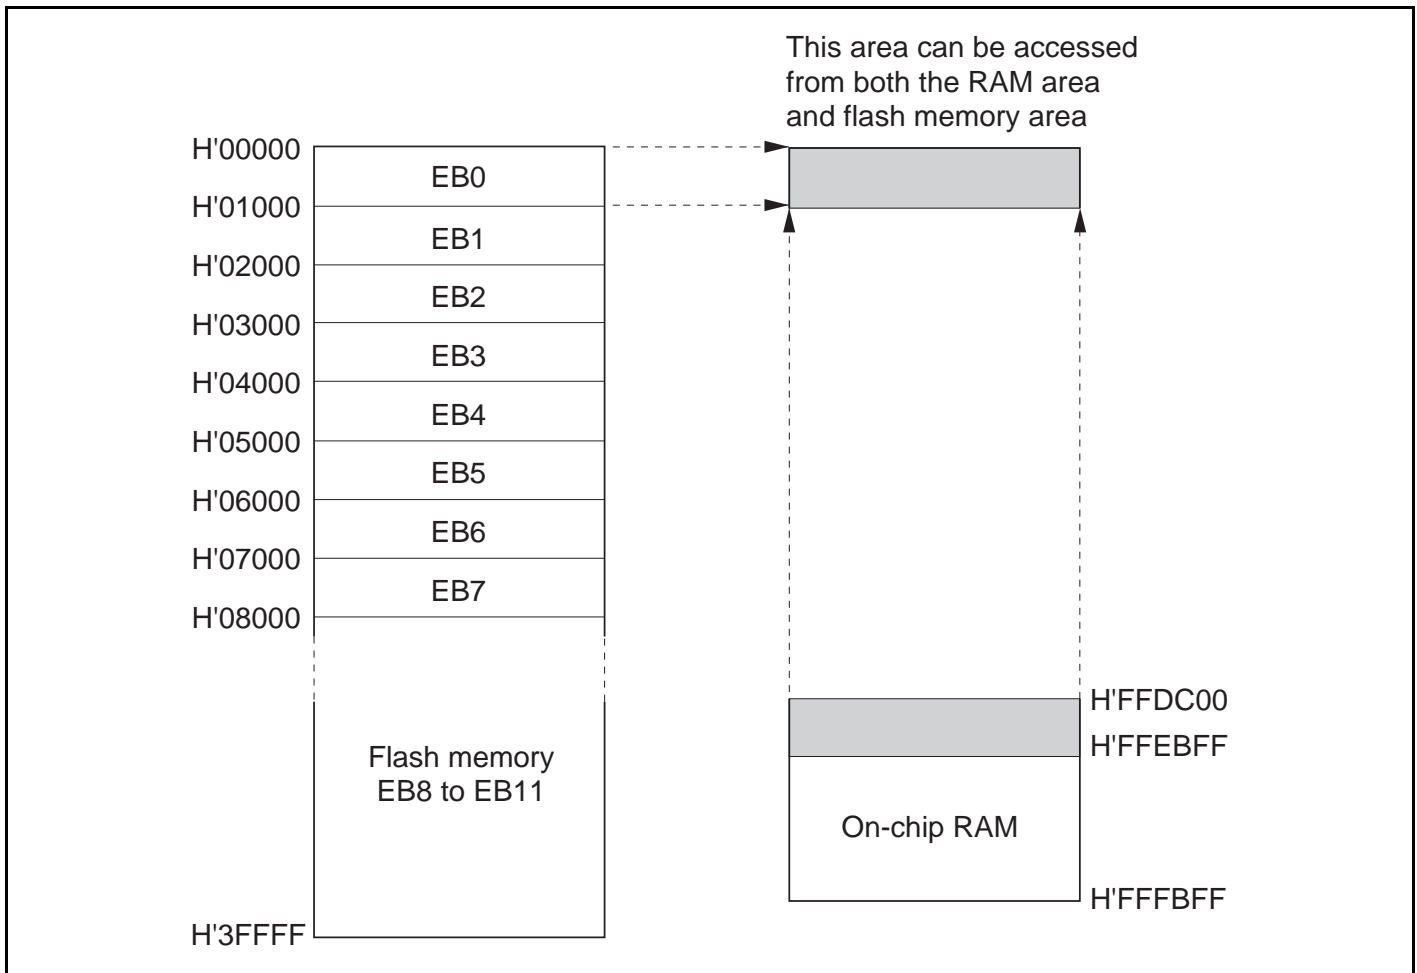 This area can be accessed
from both the RAM area
and flash memory area
H'00000
EB0
H'01000
EB1
H'02000
EB2
H'03000
EB3
H'04000
EB4
H'05000
EB5
H'06000
EB6
H'07000
EB7
H'08000
Flash memory
EB8 to EB11
H'3FFFF
H'FFDC00
H'FFEBFF
On-chip RAM
H'FFFBFF